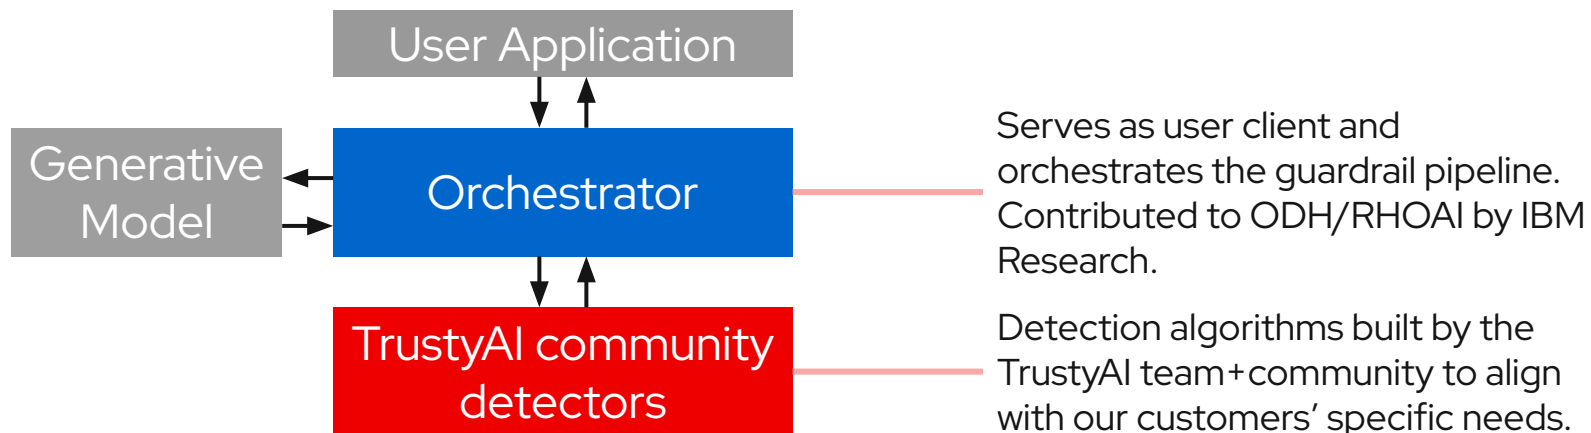 User Application
Generative
Model
Orchestrator
Serves as user client and
orchestrates the guardrail pipeline.
Contributed to ODH/RHOAI by IBM
Research.
TrustyAI community
detectors
Detection algorithms built by the
TrustyAI team+community to align
with our customers’ specific needs.